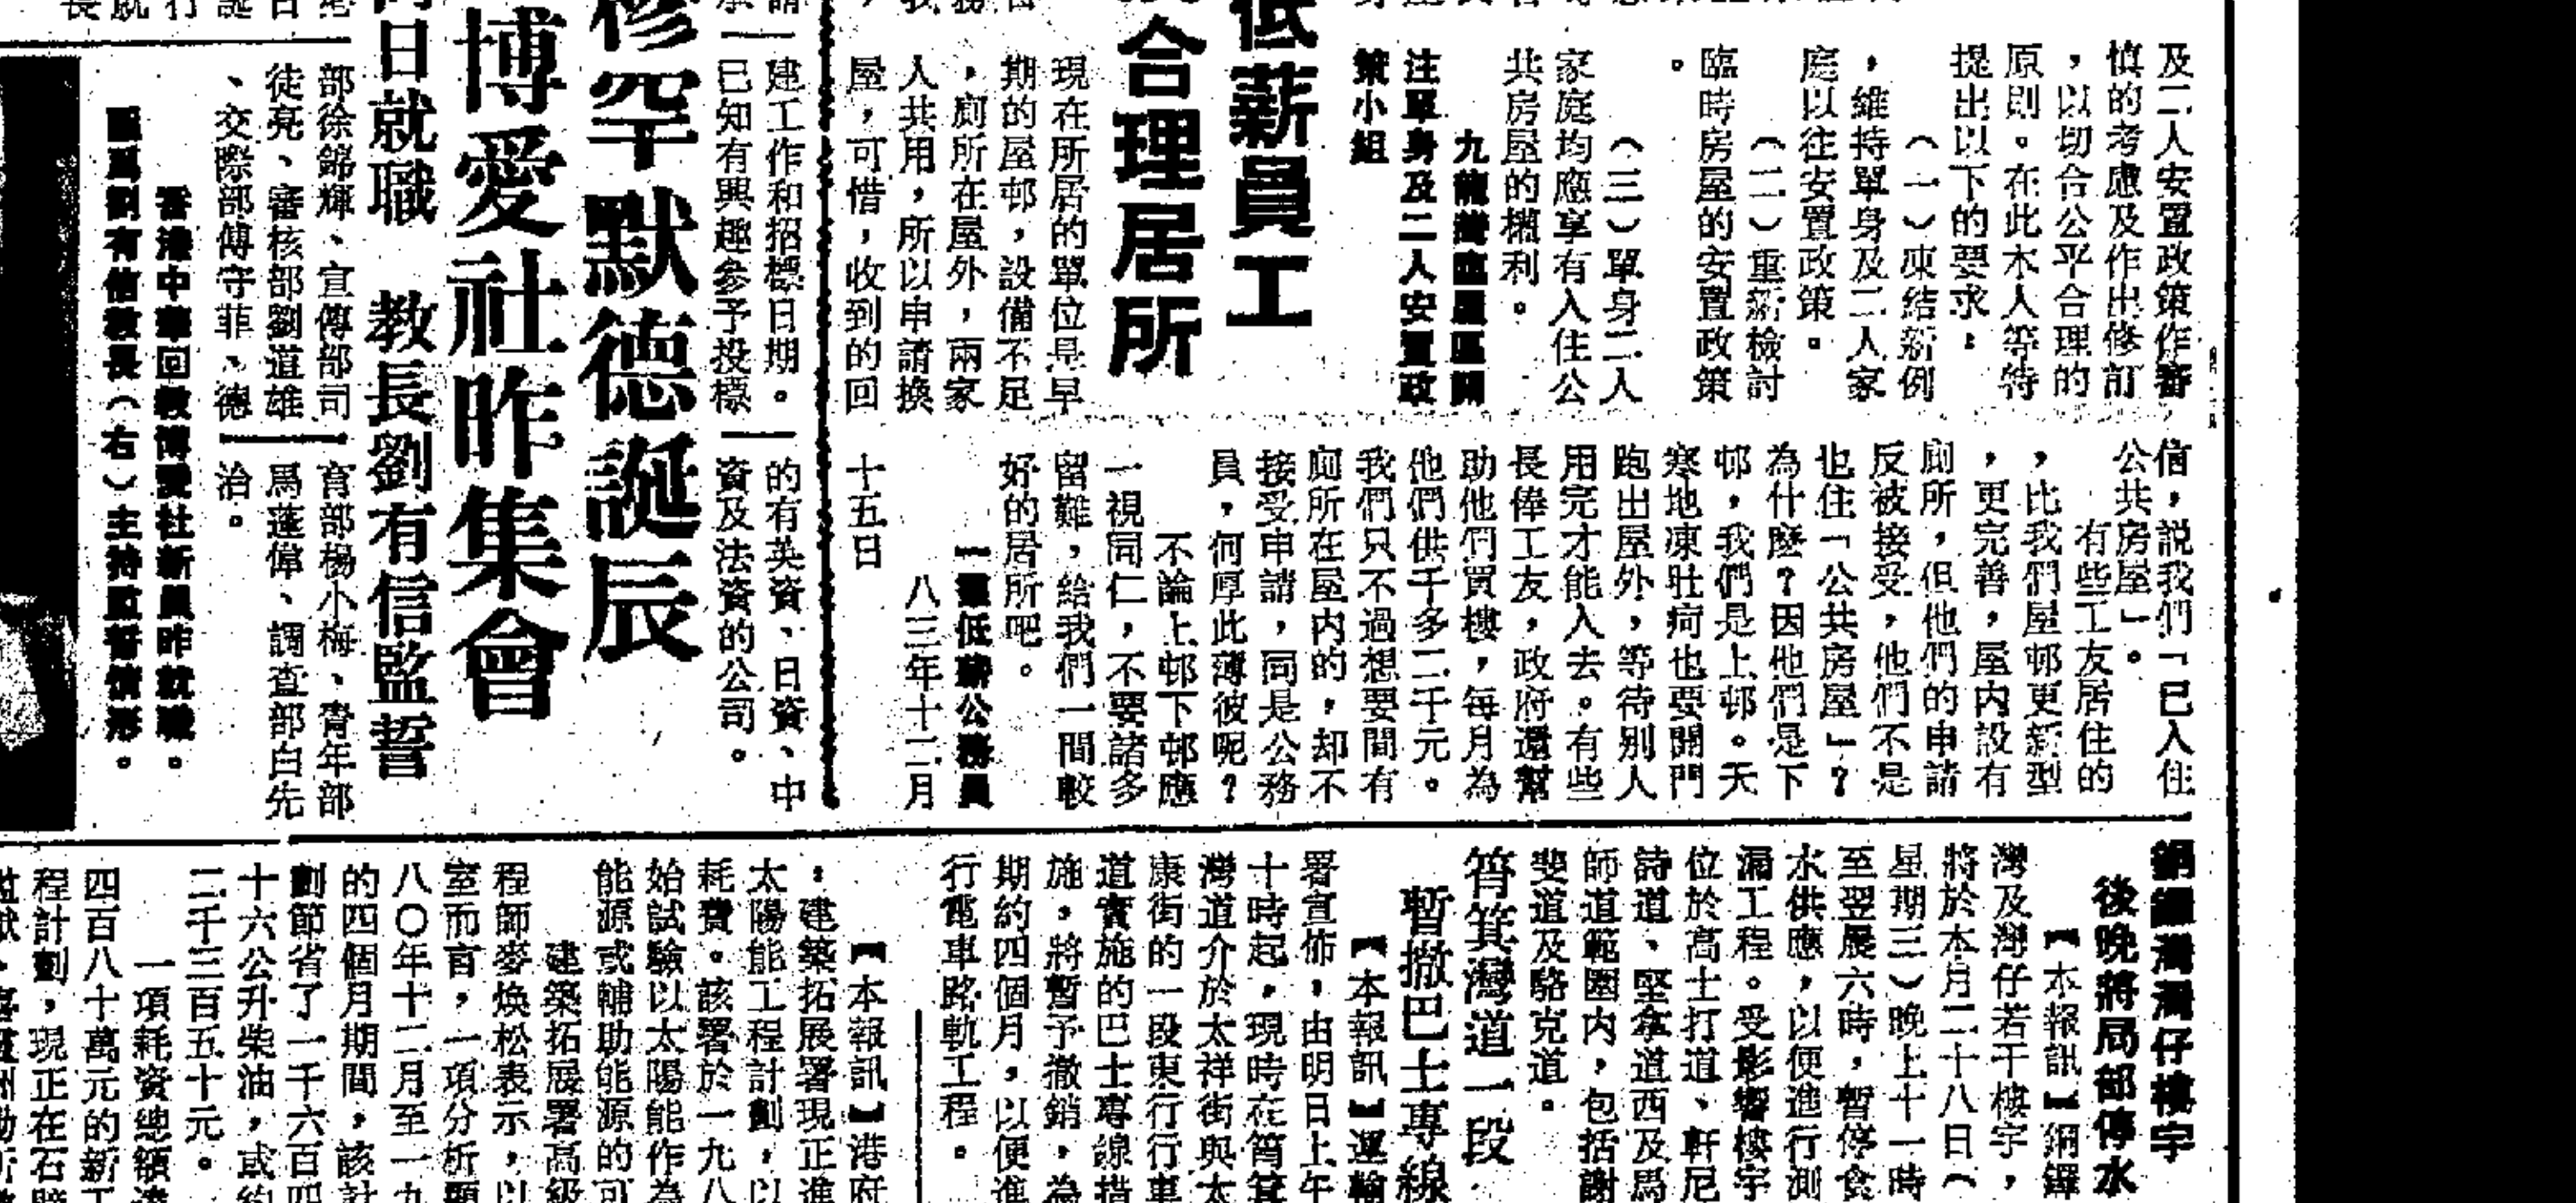 及二人安置政策作審
慎的考慮及作出修訂
，以切合公平合理的
原則。在此本人等特
提出以下的要求：
（一）凍結新例
，維持單身及二人家
庭以往安置政策。
（二）重新檢討
臨時房屋的安置政策
。
（三）單身二人
家庭均應享有入住公
共房屋的權利。
九龍灣臨屋區關
注單身及二人安置政
策小組
低薪員工
合理居所
現在所居的單位是早
期的屋邨，設備不足
，廁所在屋外，兩家
人共用，所以申請換
屋，可惜，收到的回
信，説我們「已入住
公共房屋」。
有些工友居住的
，比我們屋邨更新型
，更完善，屋內設有
廁所，但他們的申請
反被接受，他們不是
也住「公共房屋」？
為什麼？因他們是下
邨，我們是上邨。天
寒地凍肚疴也要開門
跑出屋外，等待別人
用完才能入去。有些
長俸工友，政府還幫
助他們買樓，每月為
他們供千多二千元。
我們只不過想要間有
廁所在屋內的，却不
接受申請，同是公務
員，何厚此薄彼呢？
不論上邨下邨應
一視同仁，不要諸多
留難，給我們一間較
好的居所吧。
一羣低薪公務員
八三年十二月
十五日
建工作和招標日期。
已知有興趣參予投標
的有英資、日資、中
資及法資的公司。
穆罕默德誕辰
博愛社昨集會
同日就職　教長劉有信監誓
部徐錦輝、宣傳部司
徒亮、審核部劉道雄
、交際部傅守菲、德
育部楊小梅、青年部
馬蓬偉、調查部白先
治。
香港中華回教博愛社新員昨就職。
圖爲劉有信教長（右）主持監誓情形。
銅鑼灣灣仔樓宇
後晚將局部停水
【本報訊】銅鑼
灣及灣仔若干樓宇，
將於本月二十八日（
星期三）晚上十一時
至翌晨六時，暫停食
水供應，以便進行測
漏工程。受影響樓宇
位於高士打道、軒尼
詩道、堅拿道西及馬
師道範圍內，包括謝
斐道及駱克道。
筲箕灣道一段
暫撤巴士專線
【本報訊】運輸
署宣佈，由明日上午
十時起，現時在筲箕
灣道介於太祥街與太
康街的一段東行行車
道實施的巴士專線措
施，將暫予撤銷，為
期約四個月，以便進
行電車路軌工程。
【本報訊】港府
，建築拓展署現正進
太陽能工程計劃，以
耗費。該署於一九八
始試驗以太陽能作為
能源或輔助能源的可
建築拓展署高級
程師麥煥松表示，以
室而言，一項分析顯
八〇年十二月至一九
的四個月期間，該計
劃節省了一千六百四
十六公升柴油，或約
二千三百五十元。
一項耗資總額達
四百八十萬元的新工
程計劃，現正在石壁